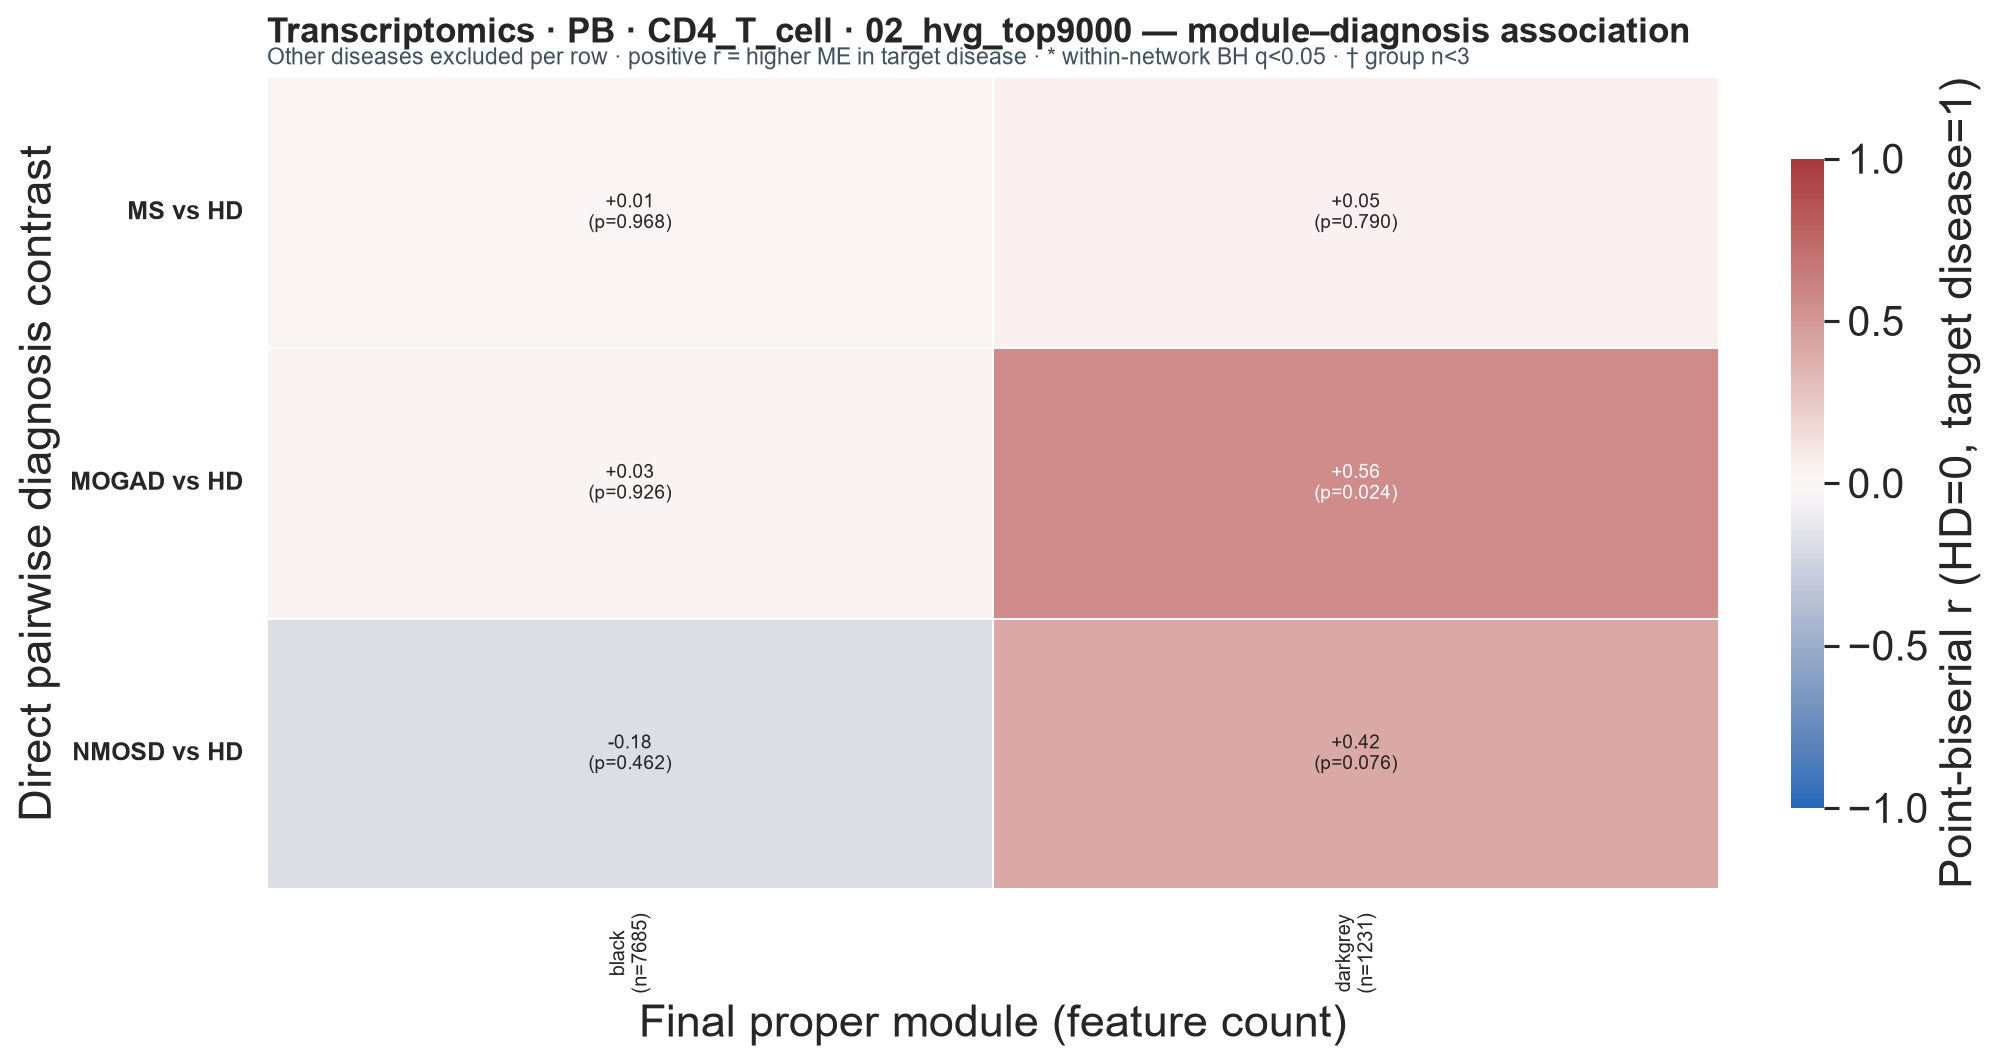 Transcriptomics · PB · CD4_T_cell · 02_hvg_top9000 — module–diagnosis association
Other diseases excluded per row · positive r = higher ME in target disease · * within-network BH q<0.05 · † group n<3
Direct pairwise diagnosis contrast
MS vs HD
+0.01
(p=0.968)
+0.05
(p=0.790)
MOGAD vs HD
+0.03
(p=0.926)
+0.56
(p=0.024)
NMOSD vs HD
-0.18
(p=0.462)
+0.42
(p=0.076)
black
(n=7685)
darkgrey
(n=1231)
Final proper module (feature count)
1.0
0.5
0.0
−0.5
−1.0
Point-biserial r (HD=0, target disease=1)